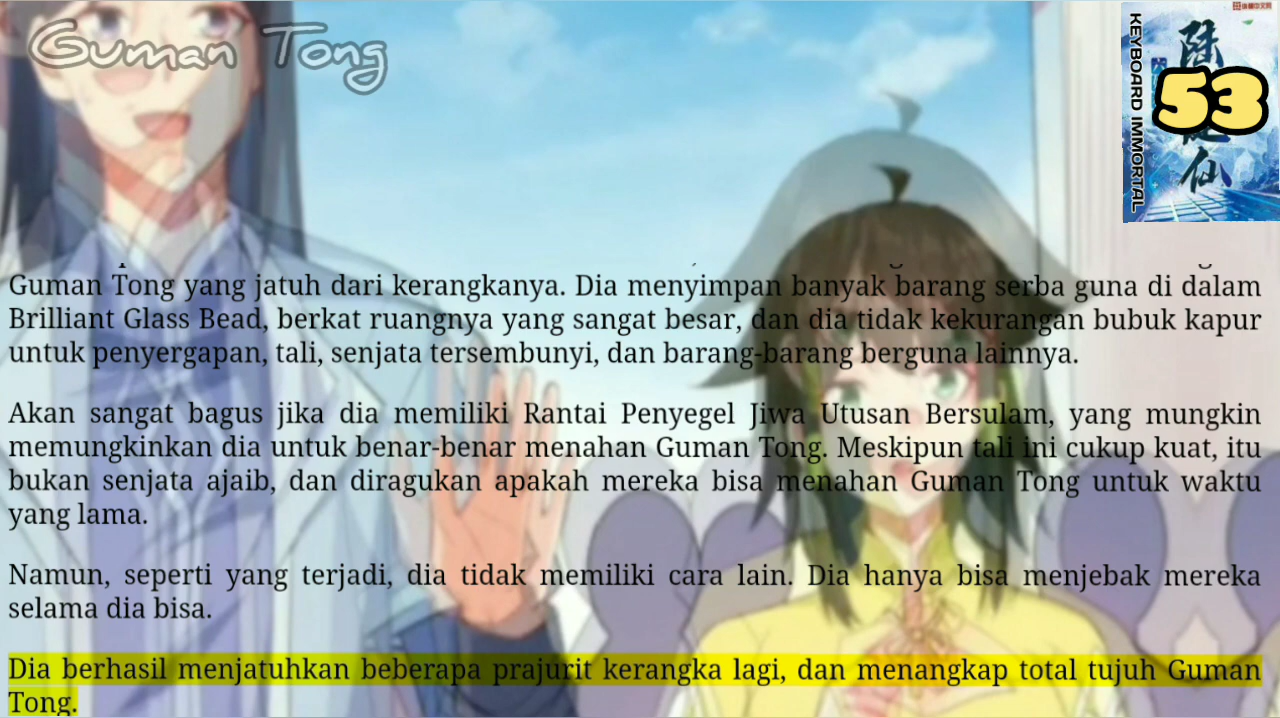 Guman Tong
KEYBOARD IMMORTAL
53
仙
Guman Tong yang jatuh dari kerangkanya. Dia menyimpan banyak barang serba guna di dalam
Brilliant Glass Bead, berkat ruangnya yang sangat besar, dan dia tidak kekurangan bubuk kapur
untuk penyergapan, tali, senjata tersembunyi, dan barang-barang berguna lainnya.
Akan sangat bagus jika dia memiliki Rantai Penyegel Jiwa Utusan Bersulam, yang mungkin
memungkinkan dia untuk benar-benar menahan Guman Tong. Meskipun tali ini cukup kuat, itu
bukan senjata ajaib, dan diragukan apakah mereka bisa menahan Guman Tong untuk waktu
yang lama.
Namun, seperti yang terjadi, dia tidak memiliki cara lain. Dia hanya bisa menjebak mereka
selama dia bisa.
Dia berhasil menjatuhkan beberapa prajurit kerangka lagi, dan menangkap total tujuh Guman
Tong.